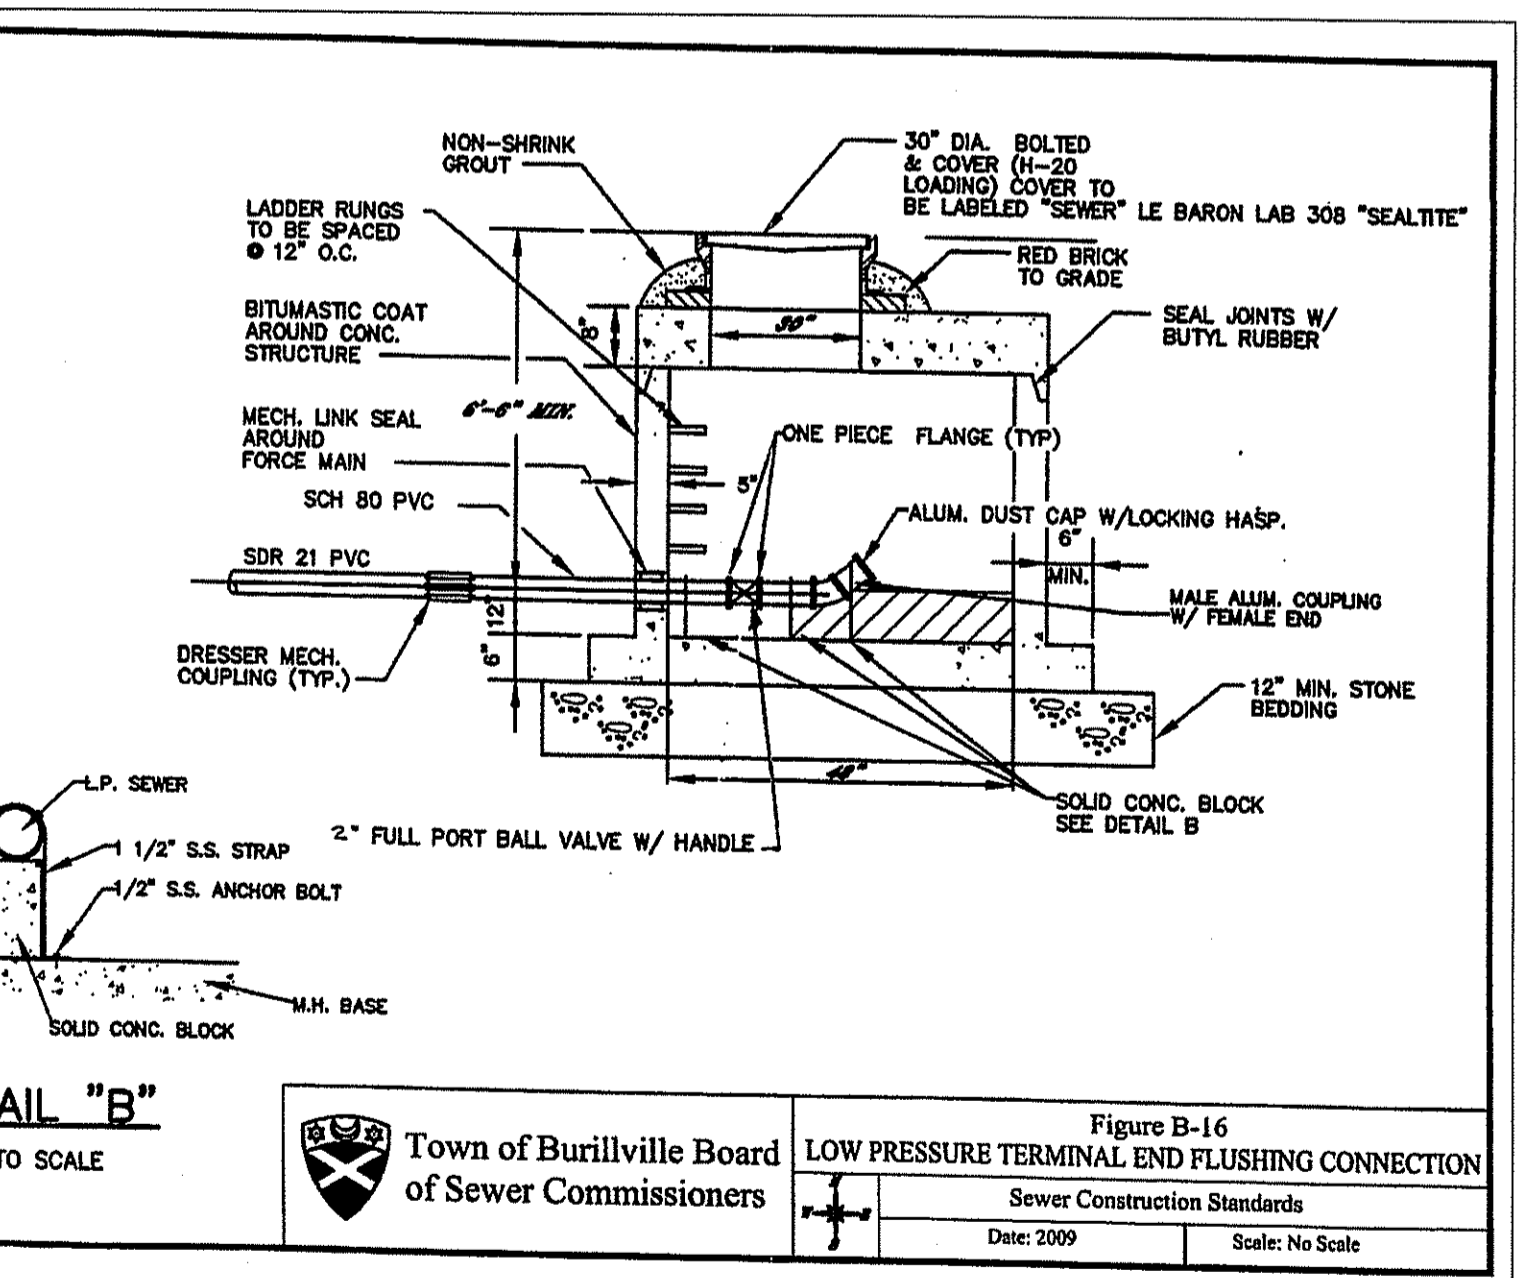 NON-SHRINK
GROUT
30" DIA. BOLTED
& COVER (H-20
LOADING) COVER TO
BE LABELED "SEWER" LE BARON LAB 308 "SEALTITE"
LADDER RUNGS
TO BE SPACED
@ 12" O.C.
RED BRICK
TO GRADE
BITUMASTIC COAT
AROUND CONC.
STRUCTURE
8"
30"
SEAL JOINTS W/
BUTYL RUBBER
6'-6" MIN.
MECH. LINK SEAL
AROUND
FORCE MAIN
ONE PIECE FLANGE (TYP)
5"
SCH 80 PVC
ALUM. DUST CAP W/LOCKING HASP.
6"
MIN.
SDR 21 PVC
12"
MALE ALUM. COUPLING
W/ FEMALE END
6"
DRESSER MECH.
COUPLING (TYP.)
12" MIN. STONE
BEDDING
48"
SOLID CONC. BLOCK
SEE DETAIL B
2" FULL PORT BALL VALVE W/ HANDLE
L.P. SEWER
1 1/2" S.S. STRAP
1/2" S.S. ANCHOR BOLT
M.H. BASE
SOLID CONC. BLOCK
AIL "B"
TO SCALE
Town of Burillville Board
of Sewer Commissioners
Figure B-16
LOW PRESSURE TERMINAL END FLUSHING CONNECTION
Sewer Construction Standards
Date: 2009
Scale: No Scale